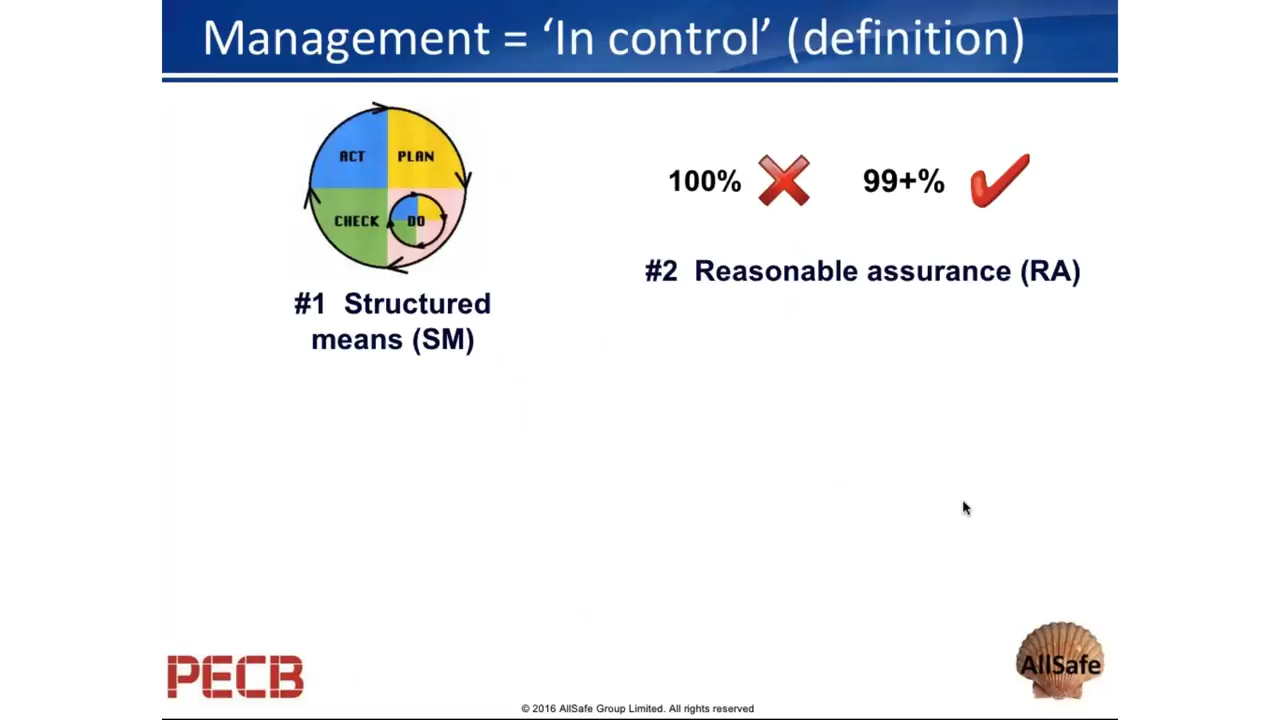 Management = ‘In control’ (definition)
ACT PLAN
CHECK DO
#1 Structured
means (SM)
100% 99+%
#2 Reasonable assurance (RA)
PECB
AllSafe
© 2016 AllSafe Group Limited. All rights reserved